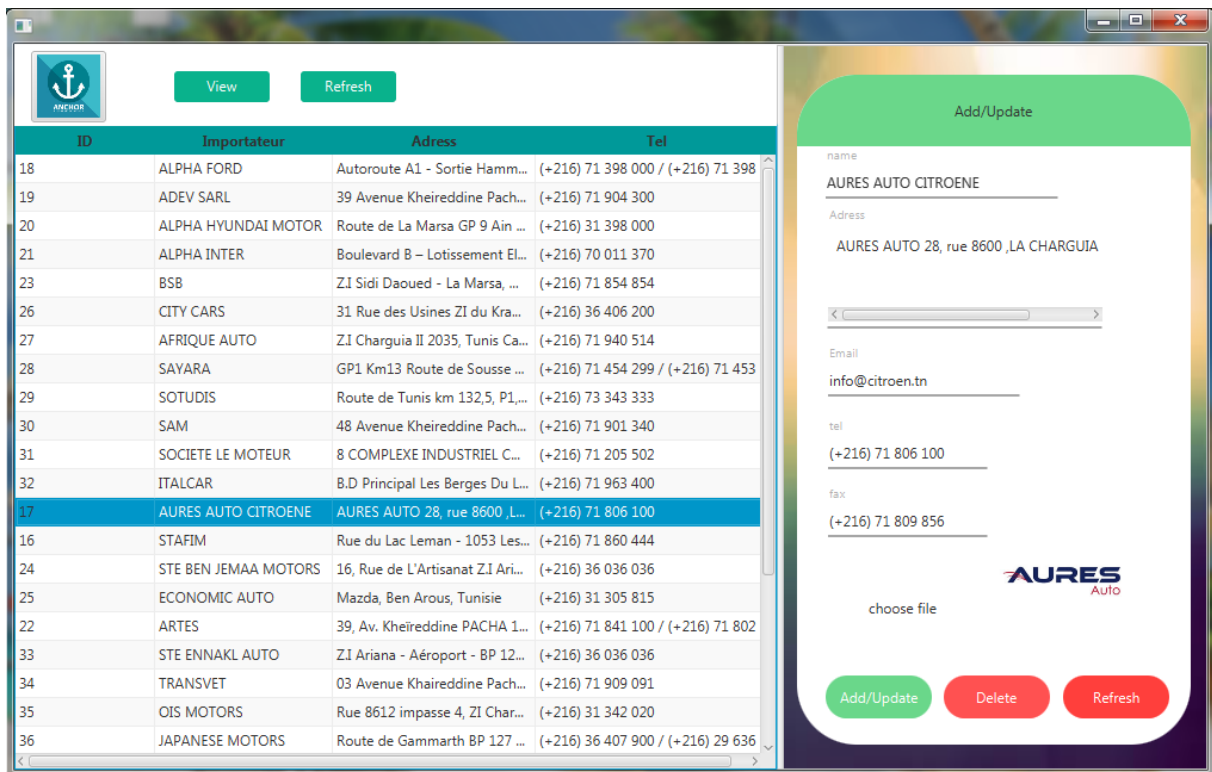 ANCHOR
View Refresh
ID Importateur Adress Tel
18 ALPHA FORD Autoroute A1 - Sortie Hamm... (+216) 71 398 000 / (+216) 71 398
19 ADEV SARL 39 Avenue Kheireddine Pach... (+216) 71 904 300
20 ALPHA HYUNDAI MOTOR Route de La Marsa GP 9 Ain ... (+216) 31 398 000
21 ALPHA INTER Boulevard B – Lotissement El... (+216) 70 011 370
23 BSB Z.I Sidi Daoued - La Marsa, ... (+216) 71 854 854
26 CITY CARS 31 Rue des Usines ZI du Kra... (+216) 36 406 200
27 AFRIQUE AUTO Z.I Charguia II 2035, Tunis Ca... (+216) 71 940 514
28 SAYARA GP1 Km13 Route de Sousse ... (+216) 71 454 299 / (+216) 71 453
29 SOTUDIS Route de Tunis km 132,5, P1,... (+216) 73 343 333
30 SAM 48 Avenue Kheireddine Pach... (+216) 71 901 340
31 SOCIETE LE MOTEUR 8 COMPLEXE INDUSTRIEL C... (+216) 71 205 502
32 ITALCAR B.D Principal Les Berges Du L... (+216) 71 963 400
17 AURES AUTO CITROENE AURES AUTO 28, rue 8600 ,L... (+216) 71 806 100
16 STAFIM Rue du Lac Leman - 1053 Les... (+216) 71 860 444
24 STE BEN JEMAA MOTORS 16, Rue de L'Artisanat Z.I Ari... (+216) 36 036 036
25 ECONOMIC AUTO Mazda, Ben Arous, Tunisie (+216) 31 305 815
22 ARTES 39, Av. Kheïreddine PACHA 1... (+216) 71 841 100 / (+216) 71 802
33 STE ENNAKL AUTO Z.I Ariana - Aéroport - BP 12... (+216) 36 036 036
34 TRANSVET 03 Avenue Khaireddine Pach... (+216) 71 909 091
35 OIS MOTORS Rue 8612 impasse 4, ZI Char... (+216) 31 342 020
36 JAPANESE MOTORS Route de Gammarth BP 127 ... (+216) 36 407 900 / (+216) 29 636
Add/Update
name
AURES AUTO CITROENE
Adress
AURES AUTO 28, rue 8600 ,LA CHARGUIA
Email
info@citroen.tn
tel
(+216) 71 806 100
fax
(+216) 71 809 856
AURES
Auto
choose file
Add/Update Delete Refresh